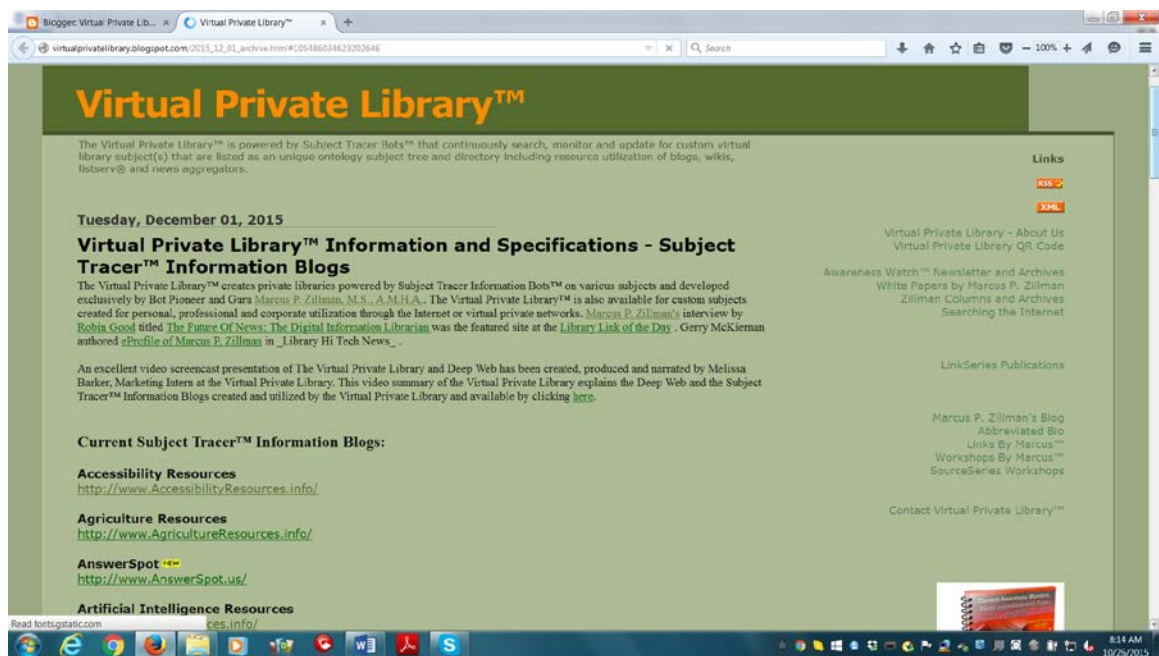 Blogger: Virtual Private Lib...
Virtual Private Library™
virtualprivatelibrary.blogspot.com/2015_12_01_archive.html#105486034623202646
Search
100%
Virtual Private Library™
The Virtual Private Library™ is powered by Subject Tracer Bots™ that continuously search, monitor and update for custom virtual
library subject(s) that are listed as an unique ontology subject tree and directory including resource utilization of blogs, wikis,
listserv® and news aggregators.
Tuesday, December 01, 2015
Virtual Private Library™ Information and Specifications - Subject
Tracer™ Information Blogs
The Virtual Private Library™ creates private libraries powered by Subject Tracer Information Bots™ on various subjects and developed
exclusively by Bot Pioneer and Guru Marcus P. Zillman, M.S., A.M.H.A.. The Virtual Private Library™ is also available for custom subjects
created for personal, professional and corporate utilization through the Internet or virtual private networks. Marcus P. Zillman's interview by
Robin Good titled The Future Of News: The Digital Information Librarian was the featured site at the Library Link of the Day . Gerry McKiernan
authored eProfile of Marcus P. Zillman in _Library Hi Tech News_ .
An excellent video screencast presentation of The Virtual Private Library and Deep Web has been created, produced and narrated by Melissa
Barker, Marketing Intern at the Virtual Private Library. This video summary of the Virtual Private Library explains the Deep Web and the Subject
Tracer™ Information Blogs created and utilized by the Virtual Private Library and available by clicking here.
Current Subject Tracer™ Information Blogs:
Accessibility Resources
http://www.AccessibilityResources.info/
Agriculture Resources
http://www.AgricultureResources.info/
AnswerSpot NEW
http://www.AnswerSpot.us/
Artificial Intelligence Resources
ces.info/
Links
RSS
XML
Virtual Private Library - About Us
Virtual Private Library QR Code
Awareness Watch™ Newsletter and Archives
White Papers by Marcus P. Zillman
Zillman Columns and Archives
Searching the Internet
LinkSeries Publications
Marcus P. Zillman's Blog
Abbreviated Bio
Links By Marcus™
Workshops By Marcus™
SourceSeries Workshops
Contact Virtual Private Library™
Read fonts.gstatic.com
8:14 AM
10/26/2015